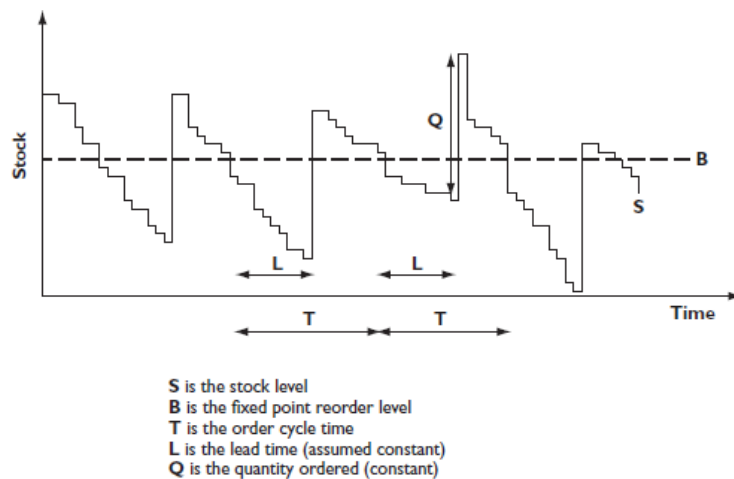 Stock
Q
B
S
L
L
Time
T
T
S is the stock level
B is the fixed point reorder level
T is the order cycle time
L is the lead time (assumed constant)
Q is the quantity ordered (constant)